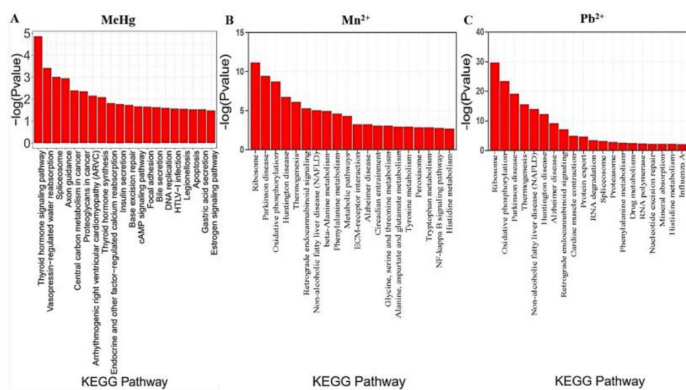 A
MeHg
-log(Pvalue)
5
4
3
2
1
0
Thyroid hormone signaling pathway
Vasopressin-regulated water reabsorption
Spliceosome
Axon guidance
Central carbon metabolism in cancer
Proteoglycans in cancer
Arrhythmogenic right ventricular cardiomyopathy (ARVC)
Thyroid hormone synthesis
Endocrine and other factor-regulated calcium reabsorption
Insulin secretion
Base excision repair
cAMP signaling pathway
Focal adhesion
Bile secretion
DNA replication
HTLV-I infection
Legionellosis
Apoptosis
Gastric acid secretion
Estrogen signaling pathway
KEGG Pathway
B
Mn²⁺
-log(Pvalue)
15
10
5
0
Ribosome
Parkinson disease
Oxidative phosphorylation
Huntington disease
Thermogenesis
Retrograde endocannabinoid signaling
Non-alcoholic fatty liver disease (NAFLD)
beta-Alanine metabolism
Phenylalanine metabolism
Metabolic pathways
ECM-receptor interaction
Alzheimer disease
Circadian entrainment
Glycine, serine and threonine metabolism
Alanine, aspartate and glutamate metabolism
Tyrosine metabolism
Peroxisome
Tryptophan metabolism
NF-kappa B signaling pathway
Histidine metabolism
KEGG Pathway
C
Pb²⁺
-log(Pvalue)
40
30
20
10
0
Ribosome
Oxidative phosphorylation
Parkinson disease
Thermogenesis
Non-alcoholic fatty liver disease (NAFLD)
Huntington disease
Alzheimer disease
Retrograde endocannabinoid signaling
Cardiac muscle contraction
Protein export
RNA degradation
Spliceosome
Proteasome
Phenylalanine metabolism
Drug metabolism
RNA polymerase
Nucleotide excision repair
Mineral absorption
Histidine metabolism
Influenza A
KEGG Pathway